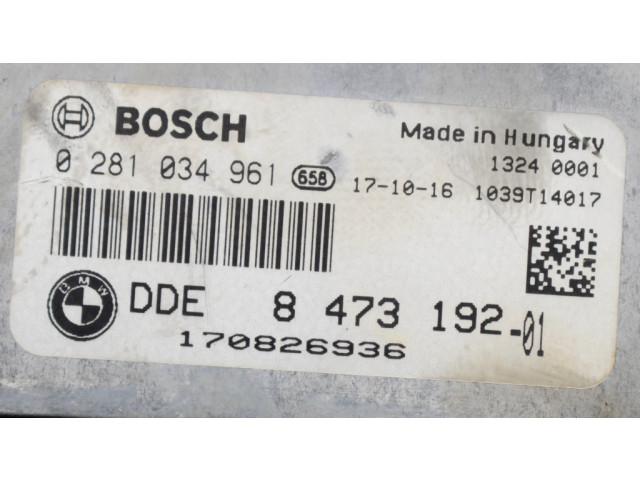 BOSCH
Made in Hungary
1324 0001
0 281 034 961 658
17-10-16 1039T14017
BMW
DDE 8 473 192-01
170826936